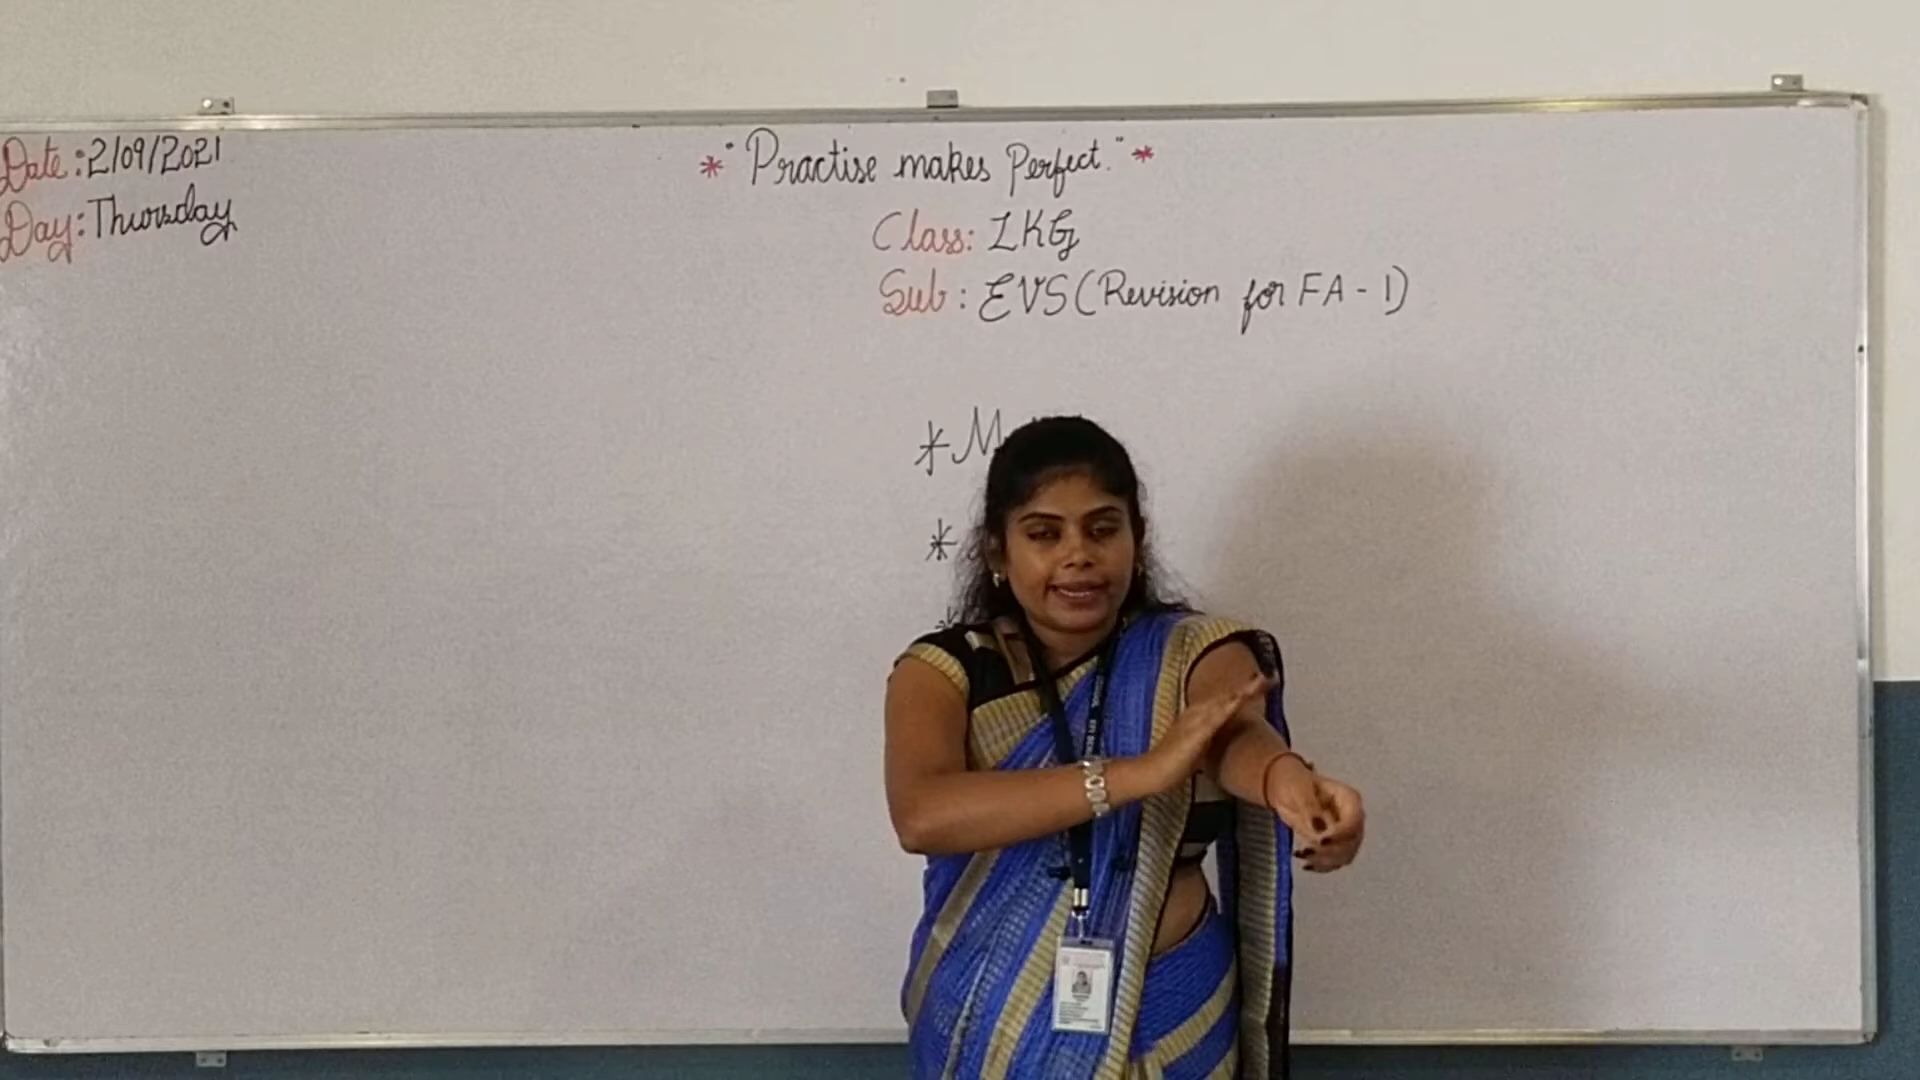 Date: 2/09/2021
Day: Thursday
* "Practise makes Perfect." *
Class: LKG
Sub: EVS (Revision for FA - 1)
* M
*
*